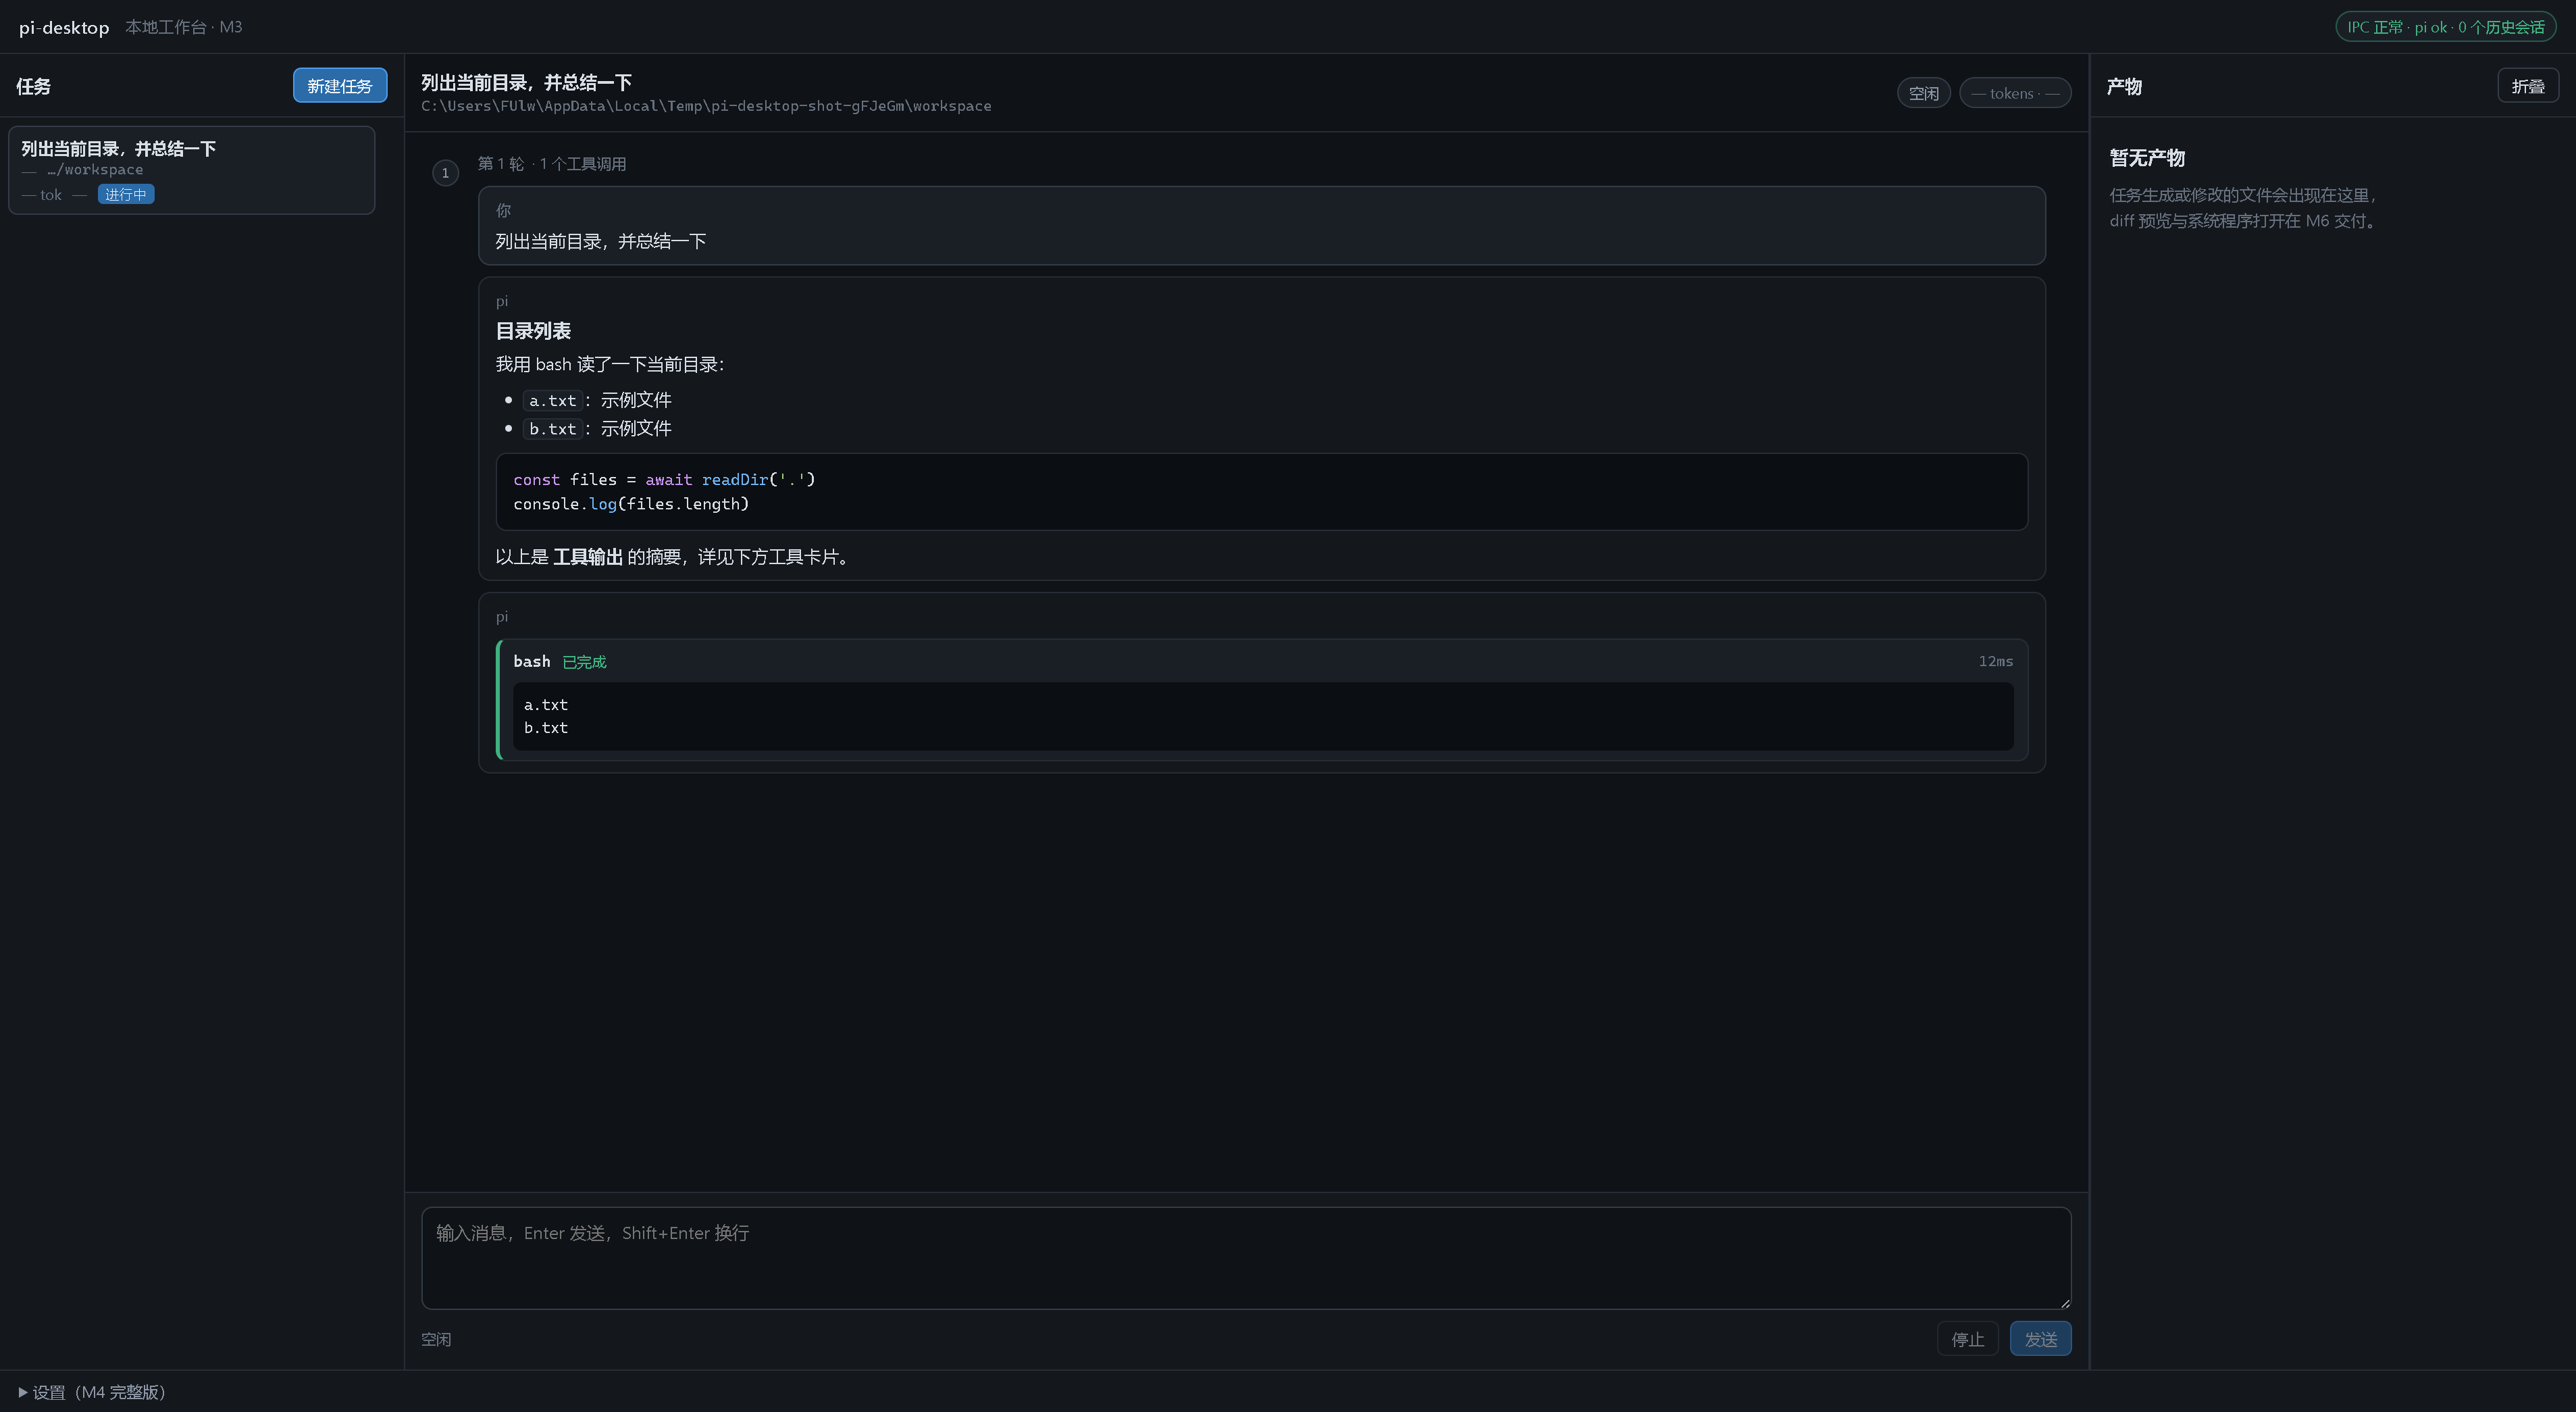 pi-desktop 本地工作台 · M3
IPC 正常 · pi ok · 0 个历史会话
任务
新建任务
列出当前目录，并总结一下
— …/workspace
— tok — 进行中
列出当前目录，并总结一下
C:\Users\FUlw\AppData\Local\Temp\pi-desktop-shot-gFJeGm\workspace
空闲
— tokens · —
1
第 1 轮 · 1 个工具调用
你
列出当前目录，并总结一下
pi
目录列表
我用 bash 读了一下当前目录：
• a.txt：示例文件
• b.txt：示例文件
const files = await readDir('.')
console.log(files.length)
以上是 工具输出 的摘要，详见下方工具卡片。
pi
bash 已完成
12ms
a.txt
b.txt
输入消息，Enter 发送，Shift+Enter 换行
空闲
停止
发送
产物
折叠
暂无产物
任务生成或修改的文件会出现在这里，
diff 预览与系统程序打开在 M6 交付。
▶ 设置（M4 完整版）